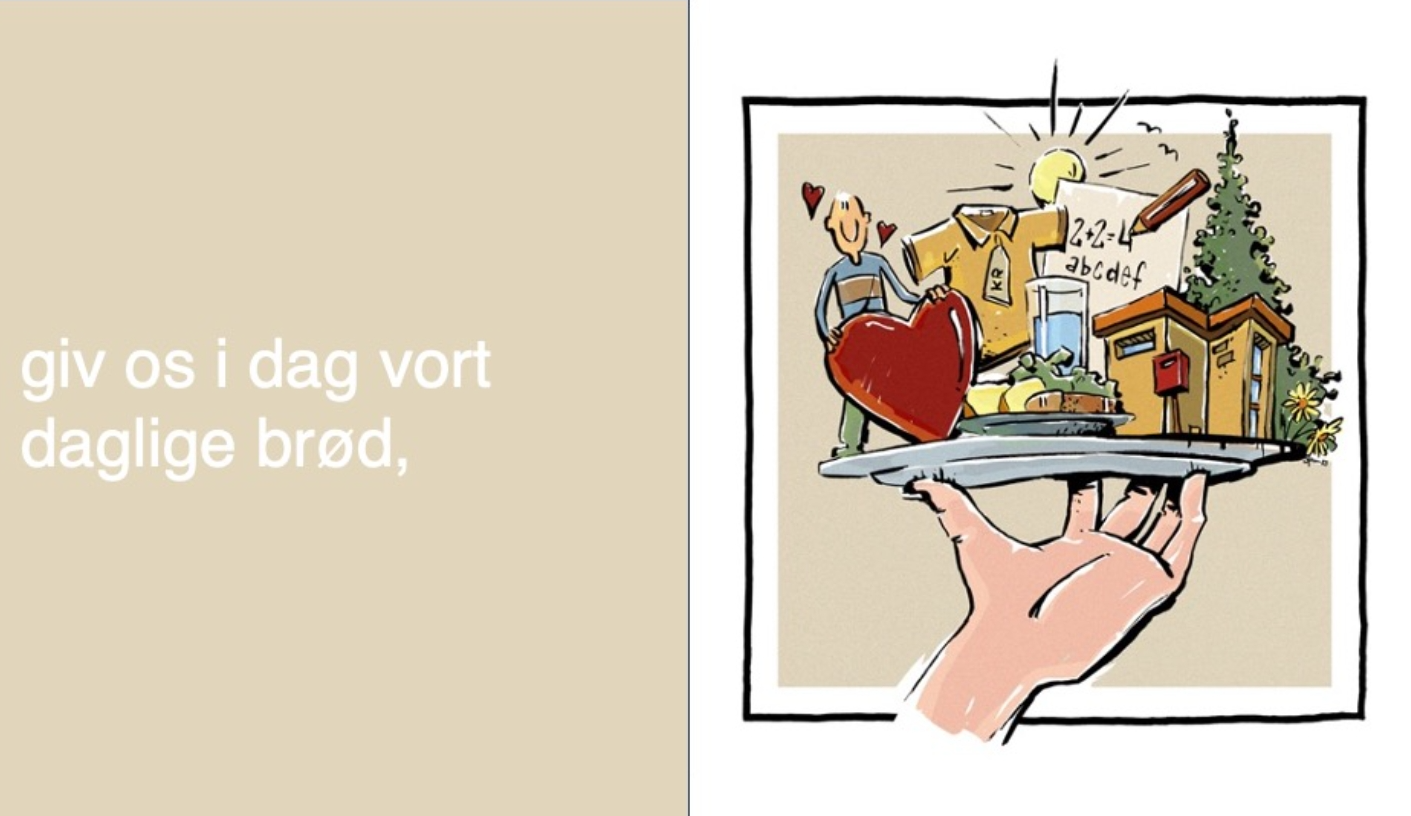 giv os i dag vort
daglige brød,
2+2=4
abcdef
KR